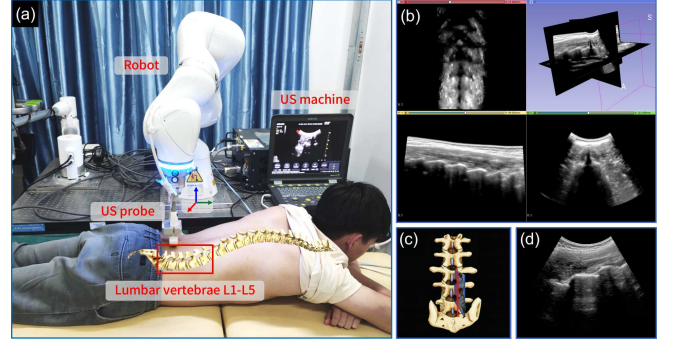 (a)
Robot
US machine
US probe
Lumbar vertebrae L1-L5
(b)
S
A
(c)
(d)